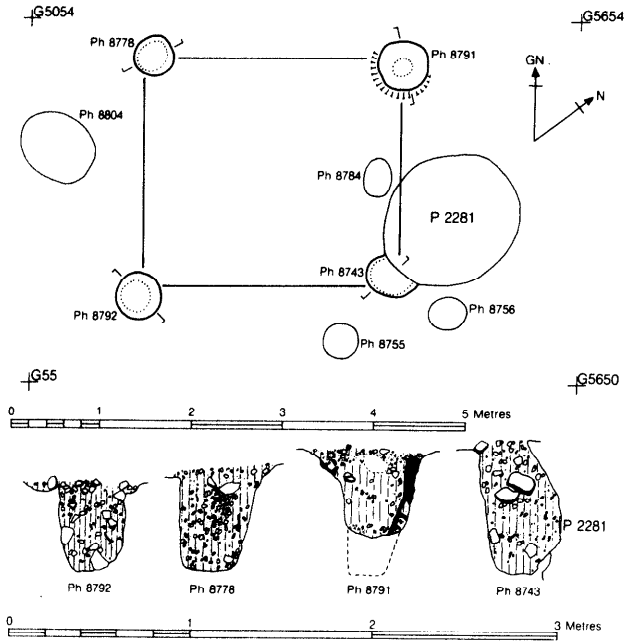 G5054
G5654
Ph 8778
Ph 8791
GN
N
Ph 8804
Ph 8784
P 2281
Ph 8743
Ph 8792
Ph 8756
Ph 8755
G55
G5650
0 1 2 3 4 5 Metres
P 2281
Ph 8792
Ph 8778
Ph 8791
Ph 8743
0 1 2 3 Metres